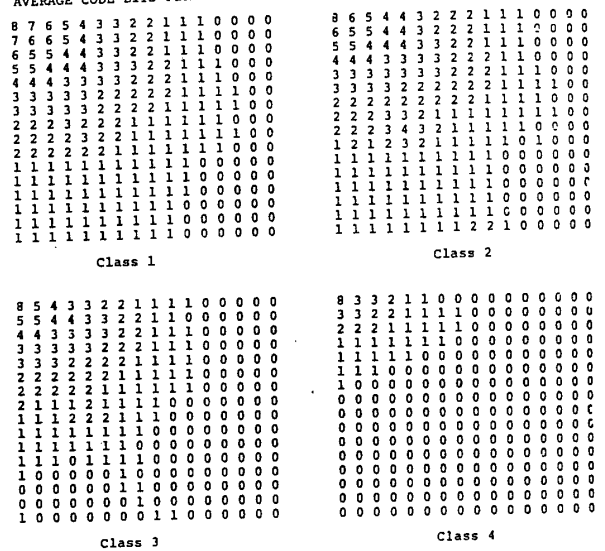 AVERAGE CODE BITS
8 7 6 5 4 3 3 2 2 1 1 1 0 0 0 0
7 6 6 5 4 3 3 2 2 1 1 1 0 0 0 0
6 5 5 4 4 3 3 2 2 1 1 1 0 0 0 0
5 5 4 4 4 3 3 2 2 1 1 1 0 0 0 0
4 4 4 3 3 3 3 2 2 2 1 1 1 0 0 0
3 3 3 3 3 2 2 2 2 1 1 1 1 0 0 0
3 3 3 3 3 2 2 2 2 1 1 1 1 0 0 0
2 2 2 3 2 2 2 1 1 1 1 1 1 0 0 0
2 2 2 3 2 2 1 1 1 1 1 1 1 0 0 0
2 2 2 2 2 2 1 1 1 1 1 1 0 0 0 0
1 1 1 1 1 1 1 1 1 1 1 0 0 0 0 0
1 1 1 1 1 1 1 1 1 1 1 0 0 0 0 0
1 1 1 1 1 1 1 1 1 1 0 0 0 0 0 0
1 1 1 1 1 1 1 1 1 1 0 0 0 0 0 0
1 1 1 1 1 1 1 1 1 1 0 0 0 0 0 0
1 1 1 1 1 1 1 1 1 1 0 0 0 0 0 0
Class 1
8 6 5 4 4 3 2 2 2 1 1 1 0 0 0 0
6 5 5 4 4 3 2 2 2 1 1 0 0 0 0
5 5 4 4 4 3 3 2 2 1 1 1 0 0 0 0
4 4 4 3 3 3 3 2 2 2 1 1 1 0 0 0
3 3 3 3 3 3 2 2 2 2 1 1 1 0 0 0
3 3 3 3 2 2 2 2 2 2 1 1 1 1 0 0
2 2 2 2 2 2 2 2 2 1 1 1 1 0 0 0
2 2 2 3 3 2 1 1 1 1 1 1 1 0 0
2 2 2 3 4 3 2 1 1 1 1 1 0 0 0
1 2 1 2 3 2 1 1 1 1 1 0 1 0 0 0
1 1 1 1 1 1 1 1 1 1 1 0 0 0 0 0
1 1 1 1 1 1 1 1 1 1 1 0 0 0 0
1 1 1 1 1 1 1 1 1 1 0 0 0 0 0
1 1 1 1 1 1 1 1 1 1 0 0 0 0 0 0
1 1 1 1 1 1 1 1 1 1 0 0 0 0 0
1 1 1 1 1 1 1 1 2 2 1 0 0 0 0 0
Class 2
8 5 4 3 3 2 2 1 1 1 1 0 0 0 0 0
5 5 4 4 3 3 2 2 1 1 1 0 0 0 0 0
4 4 3 3 3 3 2 2 1 1 1 0 0 0 0 0
3 3 3 3 3 2 2 2 1 1 1 0 0 0 0 0
3 3 3 2 2 2 2 1 1 1 1 0 0 0 0 0
2 2 2 2 2 2 1 1 1 1 1 0 0 0 0 0
2 2 2 2 2 1 1 1 1 1 1 0 0 0 0 0
2 1 1 1 2 1 1 1 1 1 0 0 0 0 0 0
1 1 1 2 2 1 1 1 1 0 0 0 0 0 0 0
1 1 1 1 1 1 1 1 0 0 0 0 0 0 0 0
1 1 1 1 1 1 1 0 0 0 0 0 0 0 0 0
1 1 1 0 1 1 1 1 0 0 0 0 0 0 0 0
1 0 0 0 0 0 1 0 0 0 0 0 0 0 0 0
0 0 0 0 0 0 1 1 0 0 0 0 0 0 0 0
0 0 0 0 0 0 0 1 0 0 0 0 0 0 0 0
1 0 0 0 0 0 0 0 1 1 0 0 0 0 0 0
Class 3
8 3 3 2 1 1 0 0 0 0 0 0 0 0 0 0
3 3 2 2 1 1 1 1 0 0 0 0 0 0 0
2 2 2 1 1 1 1 1 0 0 0 0 0 0 0 0
1 1 1 1 1 1 1 0 0 0 0 0 0 0 0 0
1 1 1 1 1 0 0 0 0 0 0 0 0 0 0 0
1 1 1 0 0 0 0 0 0 0 0 0 0 0 0 0
1 0 0 0 0 0 0 0 0 0 0 0 0 0 0 0
0 0 0 0 0 0 0 0 0 0 0 0 0 0 0 0
0 0 0 0 0 0 0 0 0 0 0 0 0 0 0
0 0 0 0 0 0 0 0 0 0 0 0 0 0 0
0 0 0 0 0 0 0 0 0 0 0 0 0 0 0 0
0 0 0 0 0 0 0 0 0 0 0 0 0 0 0 0
0 0 0 0 0 0 0 0 0 0 0 0 0 0 0 0
0 0 0 0 0 0 0 0 0 0 0 0 0 0 0 0
0 0 0 0 0 0 0 0 0 0 0 0 0 0 0 0
0 0 0 0 0 0 0 0 0 0 0 0 0 0 0 0
Class 4